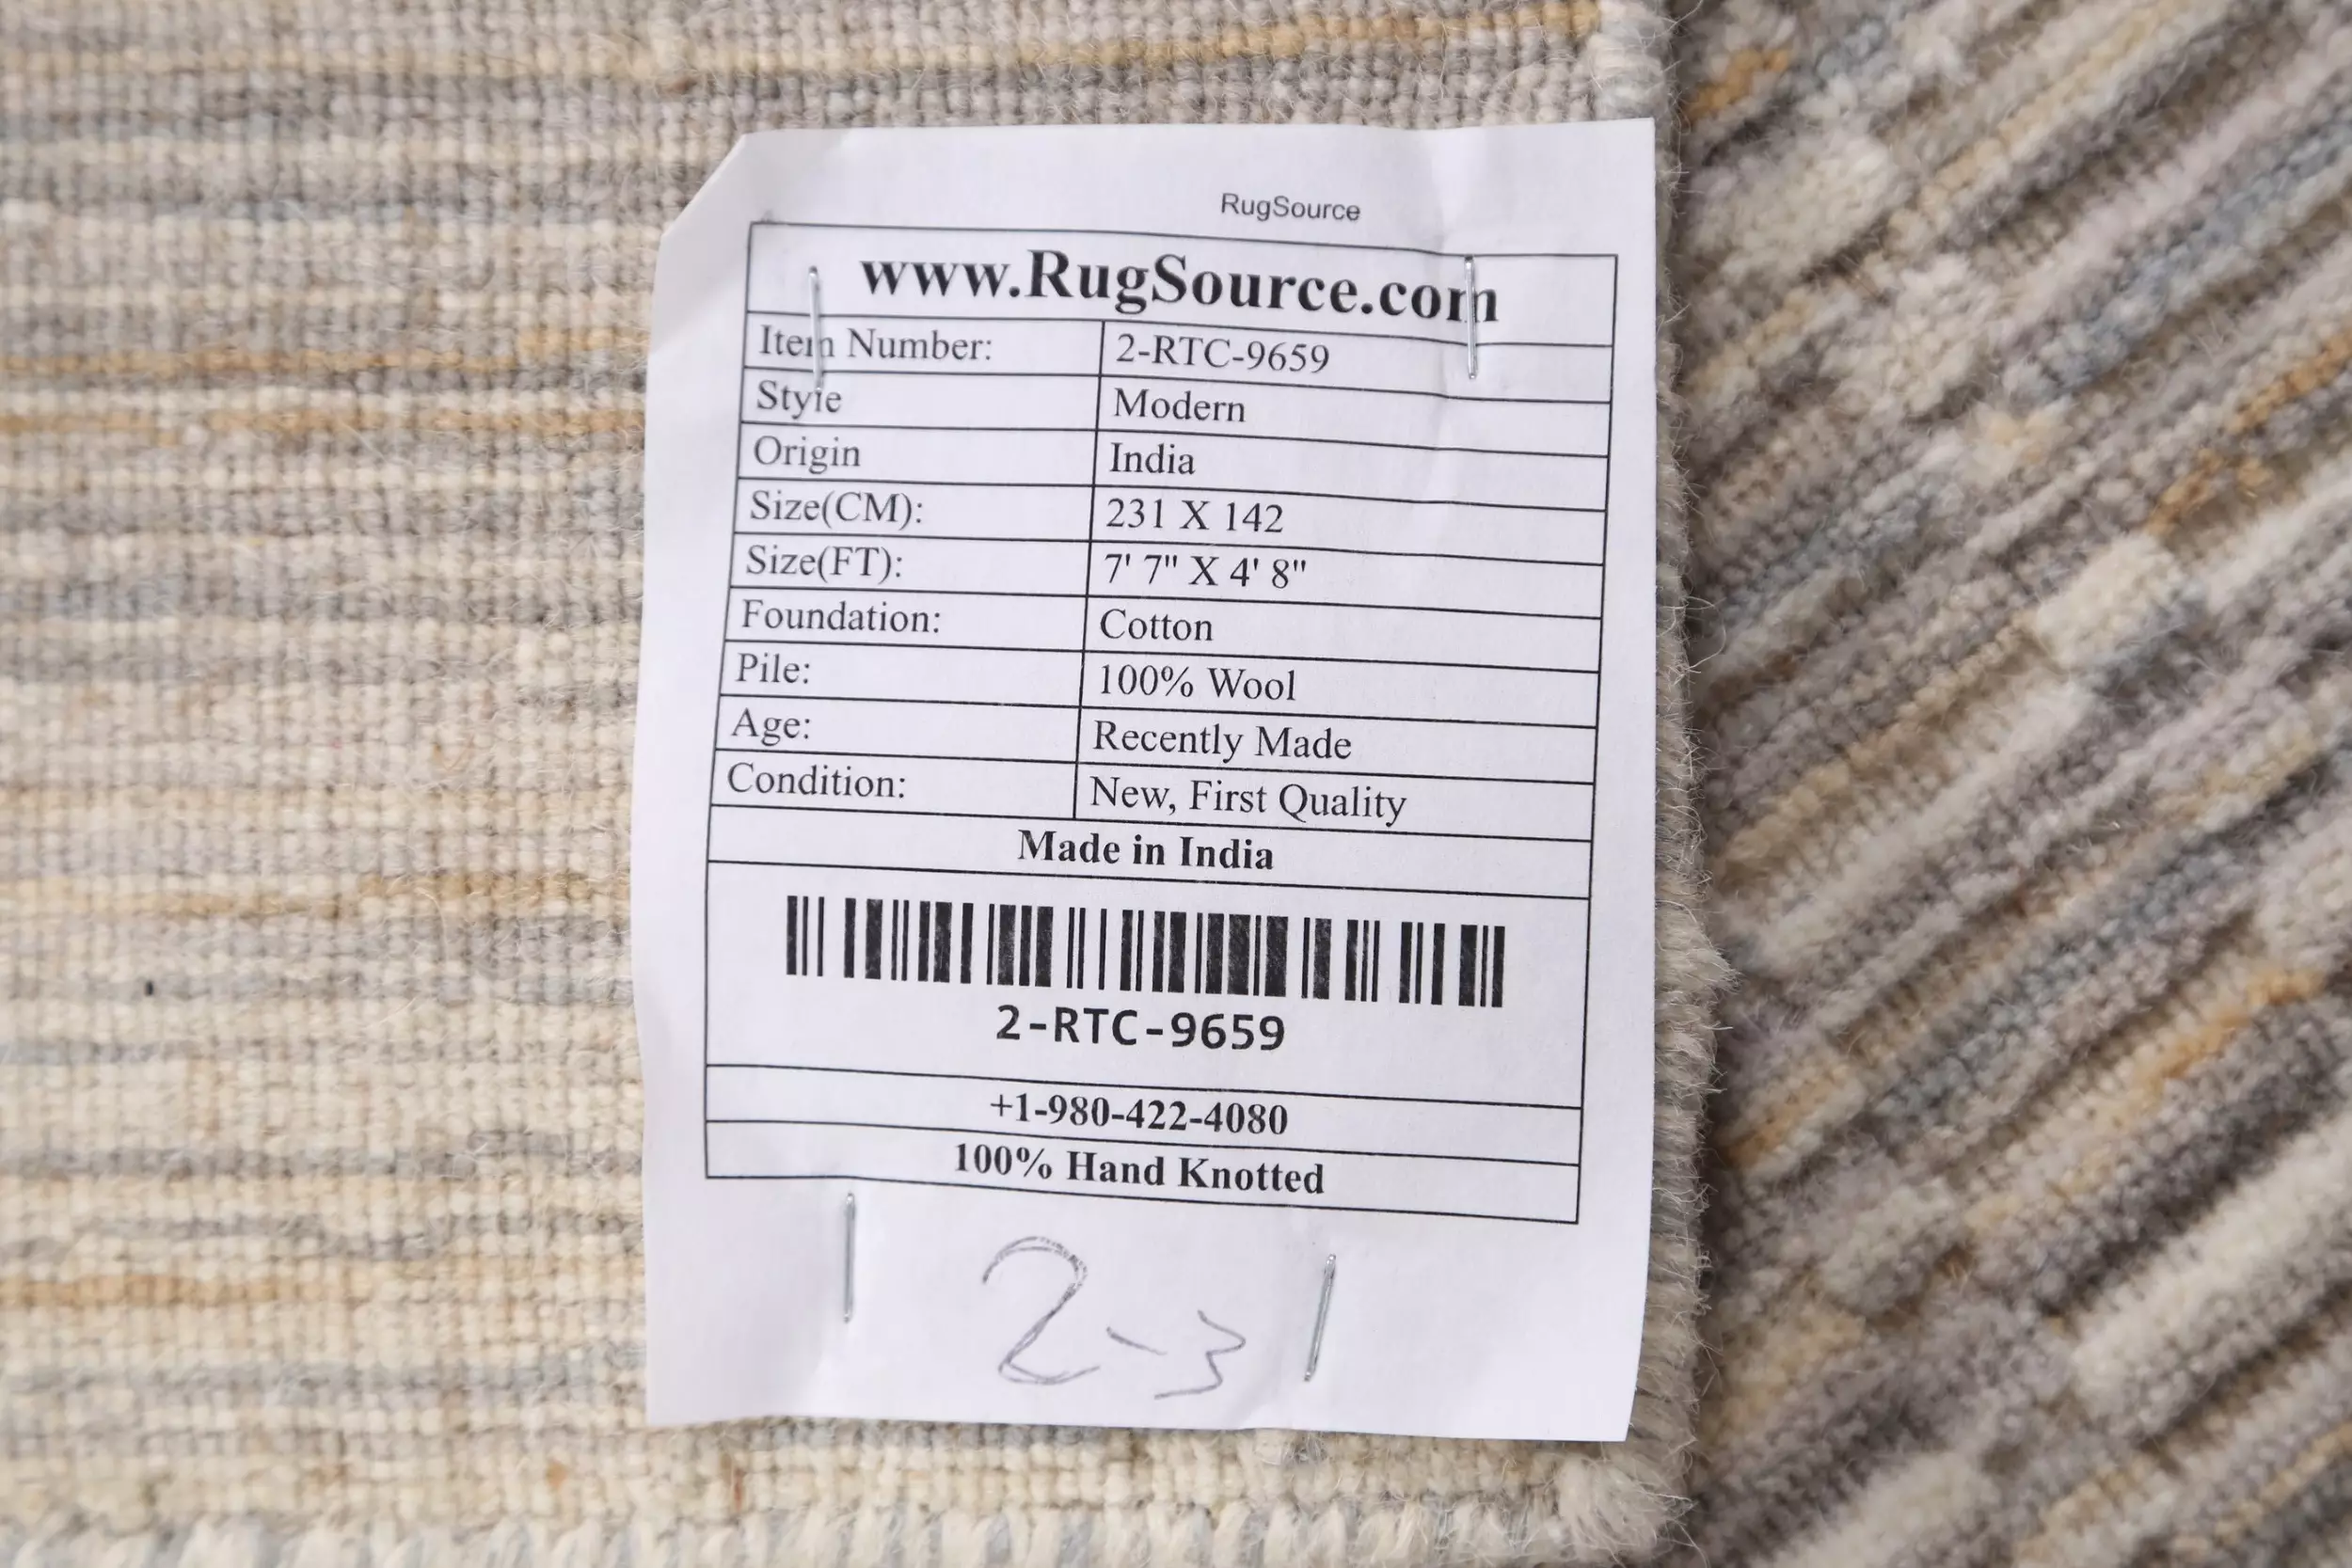 RugSource
www.RugSource.com
Item Number: 2-RTC-9659
Style Modern
Origin India
Size(CM): 231 X 142
Size(FT): 7' 7" X 4' 8"
Foundation: Cotton
Pile: 100% Wool
Age: Recently Made
Condition: New, First Quality
Made in India
2-RTC-9659
+1-980-422-4080
100% Hand Knotted
2-3